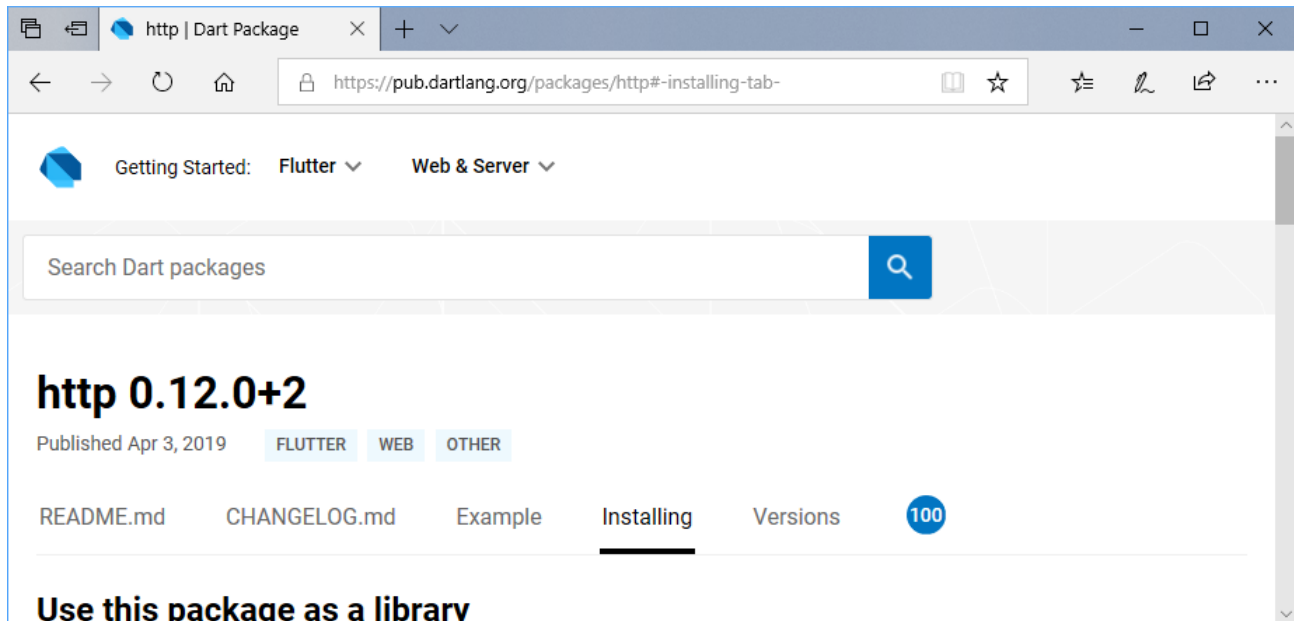 http | Dart Package
https://pub.dartlang.org/packages/http#-installing-tab-
Getting Started: Flutter Web & Server
Search Dart packages
http 0.12.0+2
Published Apr 3, 2019 FLUTTER WEB OTHER
README.md CHANGELOG.md Example Installing Versions 100
Use this package as a library